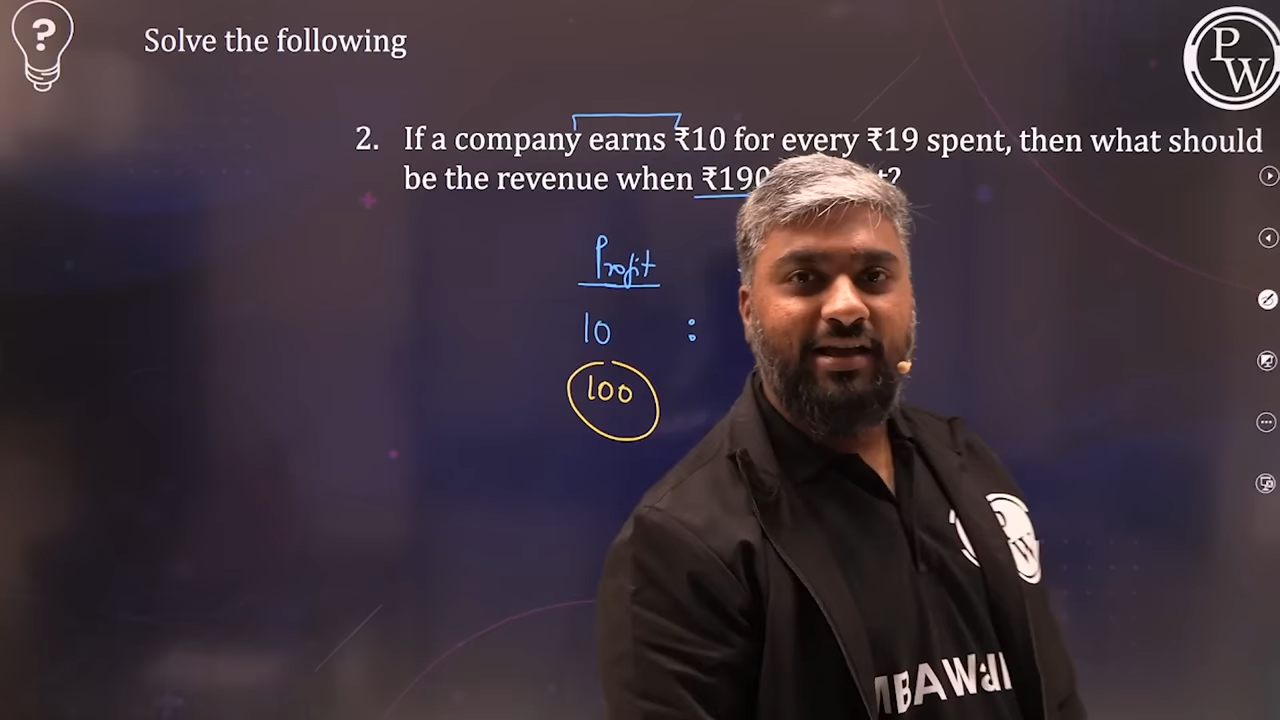 ?
Solve the following
PW
2. If a company earns ₹10 for every ₹19 spent, then what should
be the revenue when ₹190
Profit
10 :
100
PW